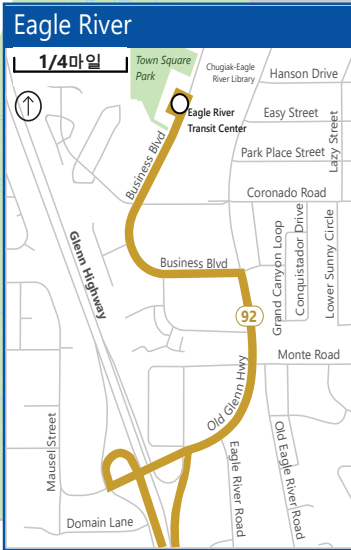 Eagle River
1/4마일
Town Square
Park
Chugiak-Eagle
River Library
Hanson Drive
Eagle River
Transit Center
Easy Street
Lazy Street
Park Place Street
Business Blvd
Coronado Road
Glenn Highway
Business Blvd
Grand Canyon Loop
Conquistador Drive
Lower Sunny Circle
92
Monte Road
Old Glenn Hwy
Mausel Street
Eagle River Road
Old Eagle River Road
Domain Lane